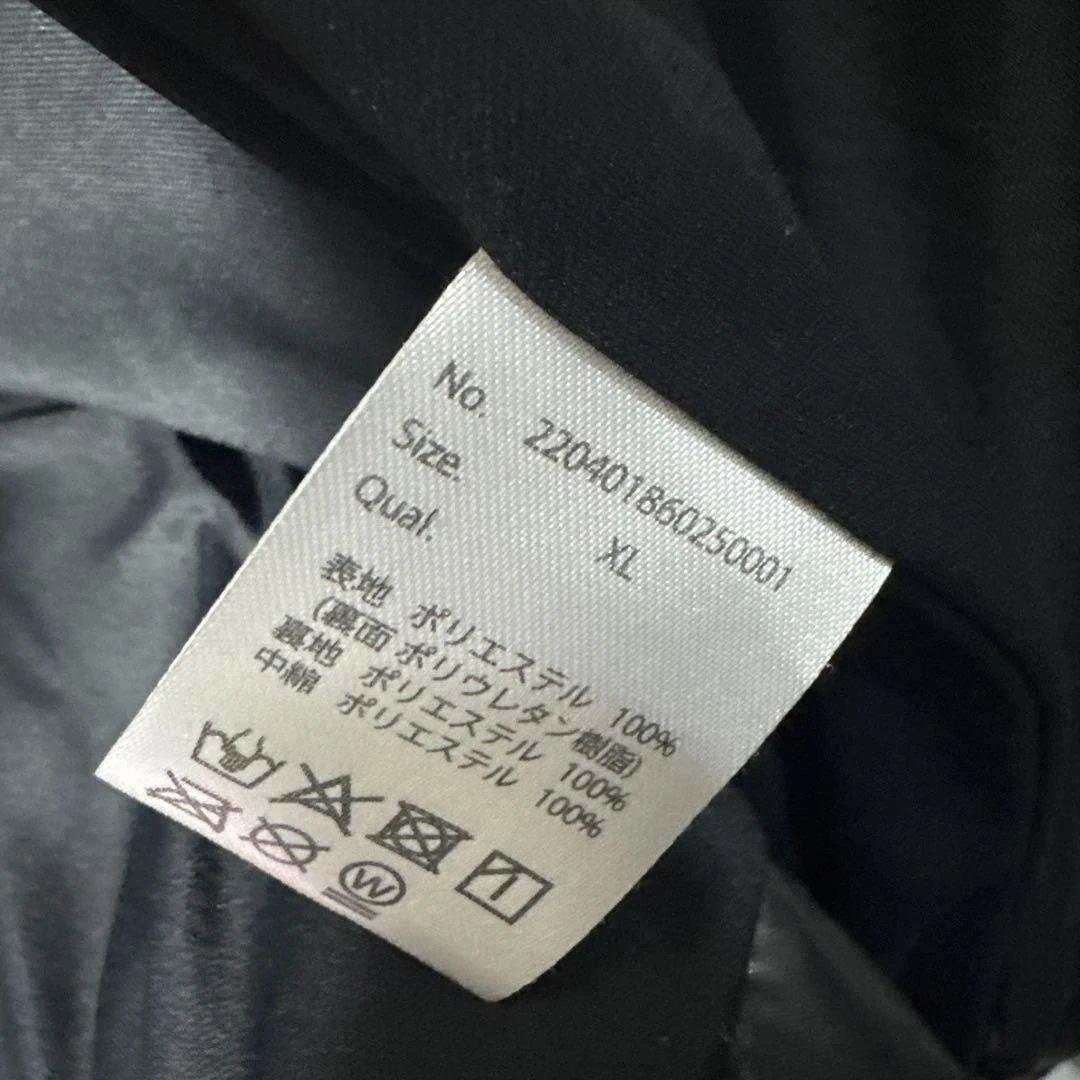 No. 220401860250001
Size. XL
Qual.
表地 ポリエステル 100%
(裏面 ポリウレタン樹脂)
裏地 ポリエステル 100%
中綿 ポリエステル 100%
W